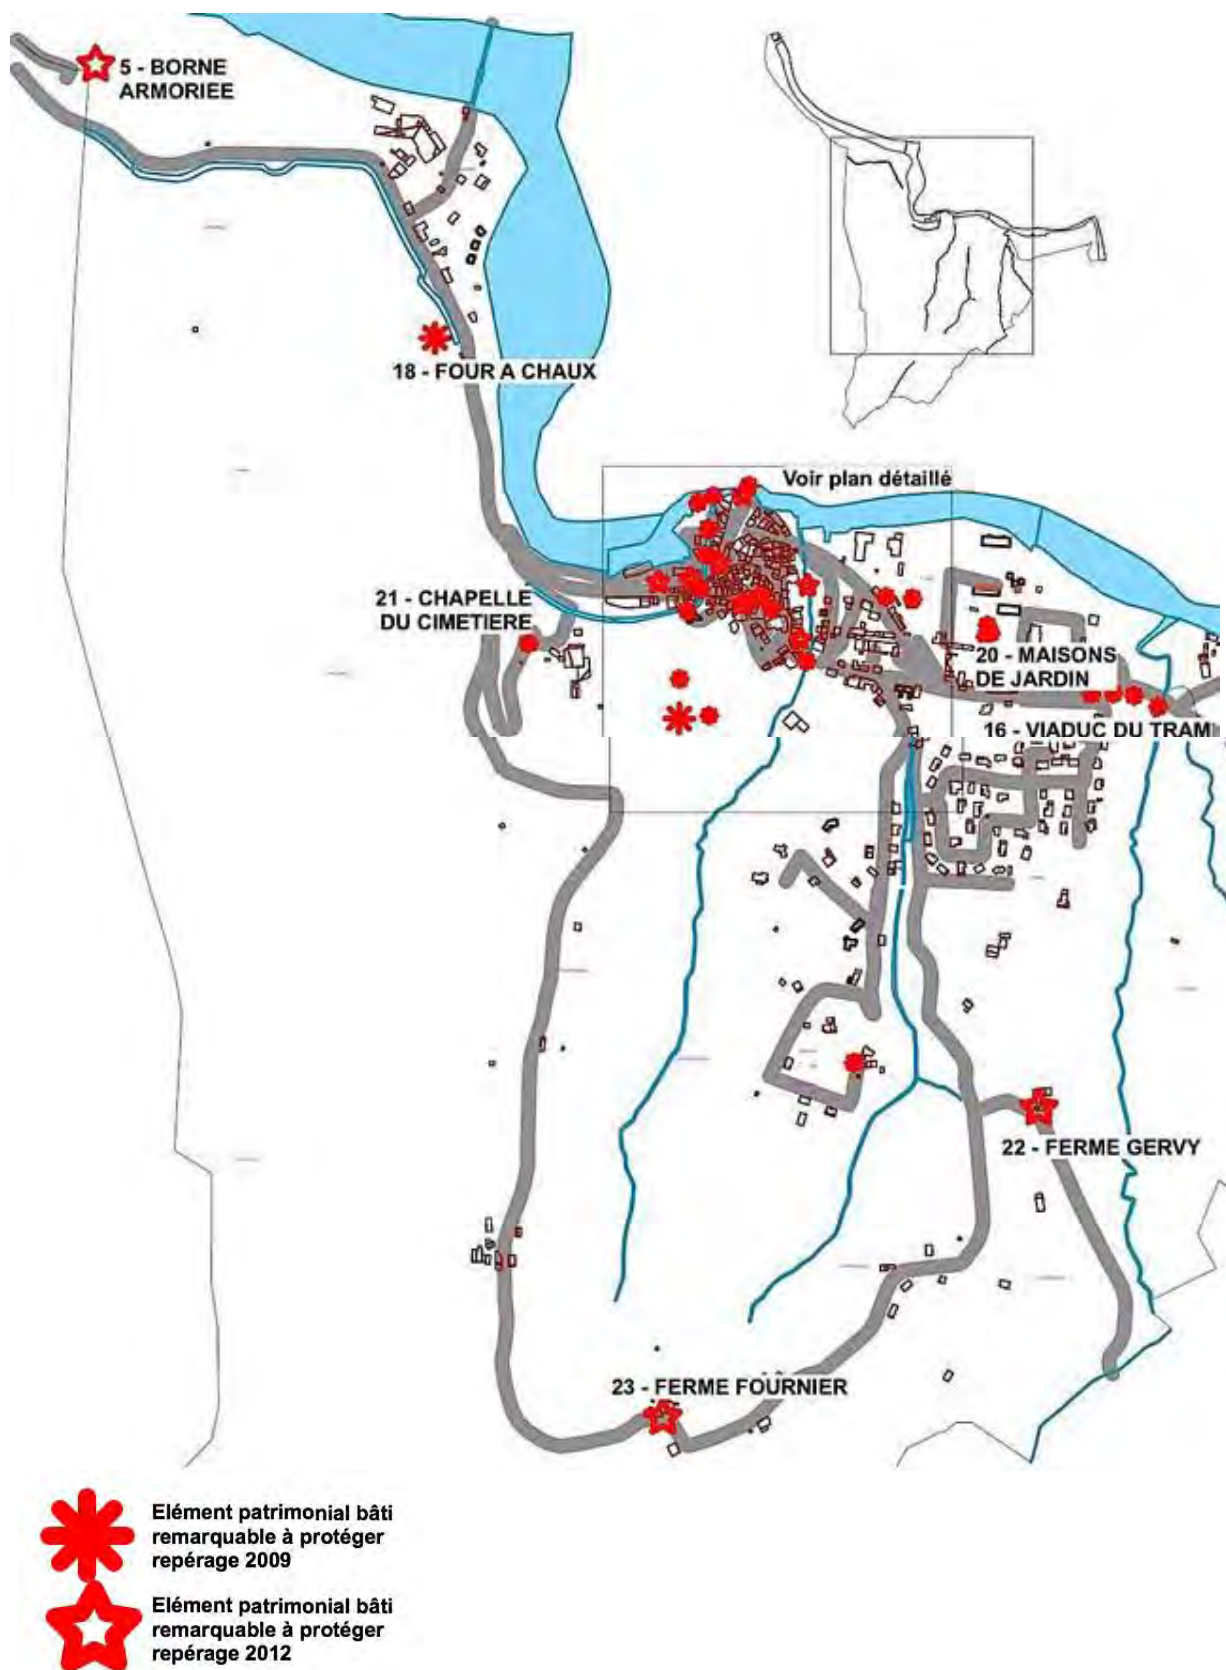 5 - BORNE
ARMORIEE
18 - FOUR A CHAUX
Voir plan détaillé
21 - CHAPELLE
DU CIMETIERE
20 - MAISONS
DE JARDIN
16 - VIADUC DU TRAM
22 - FERME GERVY
23 - FERME FOURNIER
Elément patrimonial bâti
remarquable à protéger
repérage 2009
Elément patrimonial bâti
remarquable à protéger
repérage 2012